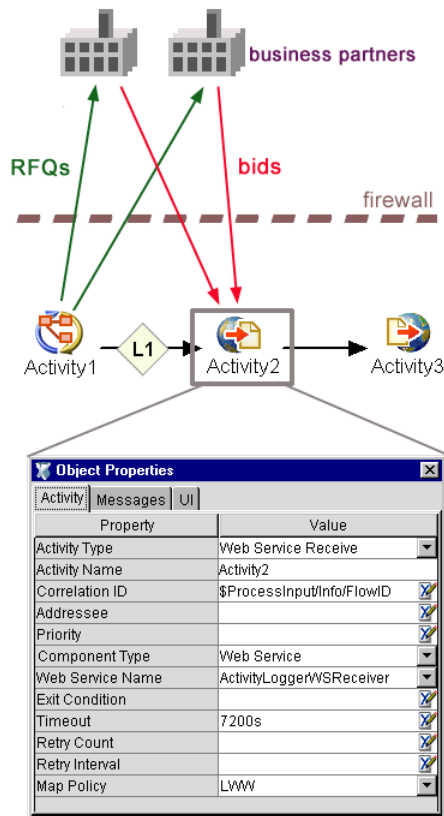 business partners
RFQs
bids
firewall
L1
Activity1
Activity2
Activity3
Object Properties
Activity Messages UI
Property Value
Activity Type Web Service Receive
Activity Name Activity2
Correlation ID $ProcessInput/Info/FlowID
Addressee
Priority
Component Type Web Service
Web Service Name ActivityLoggerWSReceiver
Exit Condition
Timeout 7200s
Retry Count
Retry Interval
Map Policy LWW